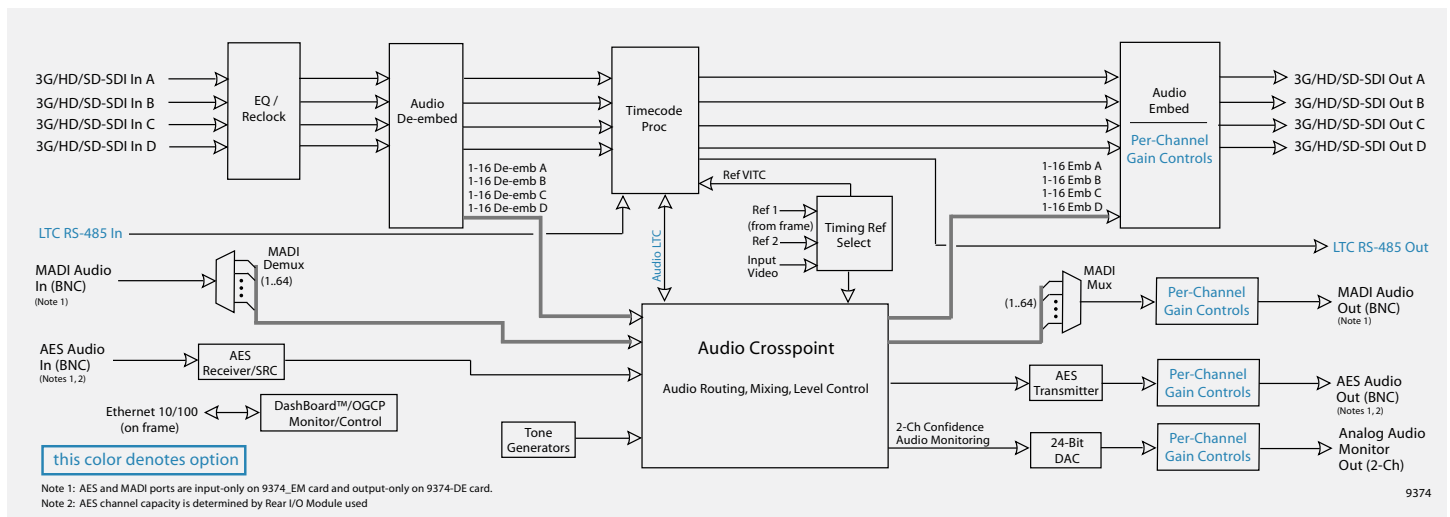 3G/HD/SD-SDI In A
3G/HD/SD-SDI In B
3G/HD/SD-SDI In C
3G/HD/SD-SDI In D
EQ /
Reclock
Audio
De-embed
Timecode
Proc
Audio
Embed
Per-Channel
Gain Controls
3G/HD/SD-SDI Out A
3G/HD/SD-SDI Out B
3G/HD/SD-SDI Out C
3G/HD/SD-SDI Out D
1-16 De-emb A
1-16 De-emb B
1-16 De-emb C
1-16 De-emb D
1-16 Emb A
1-16 Emb B
1-16 Emb C
1-16 Emb D
Ref VITC
Ref 1
(from frame)
Ref 2
Input
Video
Timing Ref
Select
LTC RS-485 In
LTC RS-485 Out
Audio LTC
MADI
Demux
(1..64)
MADI Audio
In (BNC)
(Note 1)
(1..64)
MADI
Mux
Per-Channel
Gain Controls
MADI Audio
Out (BNC)
(Note 1)
AES Audio
In (BNC)
(Notes 1, 2)
AES
Receiver/SRC
Audio Crosspoint
Audio Routing, Mixing, Level Control
AES
Transmitter
Per-Channel
Gain Controls
AES Audio
Out (BNC)
(Notes 1, 2)
Ethernet 10/100
(on frame)
DashBoard™/OGCP
Monitor/Control
Tone
Generators
2-Ch Confidence
Audio Monitoring
24-Bit
DAC
Per-Channel
Gain Controls
Analog Audio
Monitor
Out (2-Ch)
this color denotes option
Note 1: AES and MADI ports are input-only on 9374_EM card and output-only on 9374-DE card.
Note 2: AES channel capacity is determined by Rear I/O Module used
9374